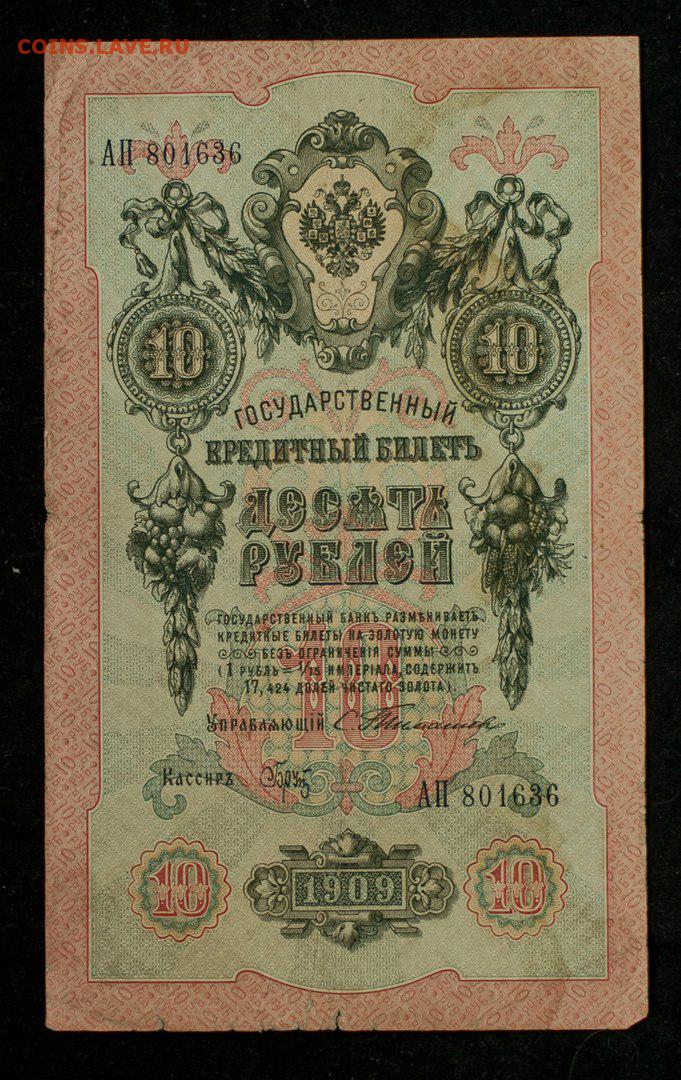 COINS.LAVE.RU
АП 801636
10 10
ГОСУДАРСТВЕННЫЙ
КРЕДИТНЫЙ БИЛЕТЪ
ДЕСЯТЬ
РУБЛЕЙ
ГОСУДАРСТВЕННЫЙ БАНКЪ РАЗМѢНИВАЕТЪ
КРЕДИТНЫЕ БИЛЕТЫ НА ЗОЛОТУЮ МОНЕТУ
БЕЗЪ ОГРАНИЧЕНІЯ СУММЫ
(1 РУБЛЬ = 1/15 ИМПЕРІАЛА, СОДЕРЖИТЪ
17,424 ДОЛЕЙ ЧИСТАГО ЗОЛОТА).
10
Управляющій
Кассиръ
АП 801636
10 1909 10